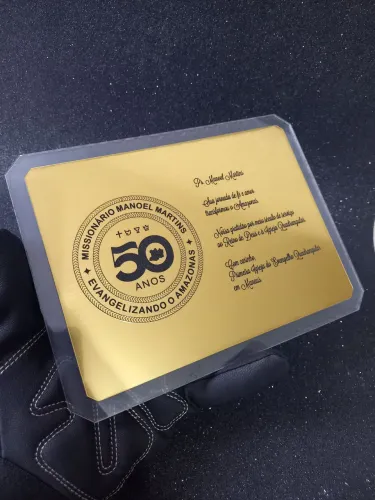 MISSIONÁRIO MANOEL MARTINS
50
ANOS
EVANGELIZANDO O AMAZONAS
Pr. Manoel Martins
Sua jornada de fé e amor
transformou o Amazonas.
Nossa gratidão por meio século de serviço
ao Reino de Deus e à Igreja Quadrangular.
Com carinho,
Primeira Igreja do Evangelho Quadrangular
em Manaus.